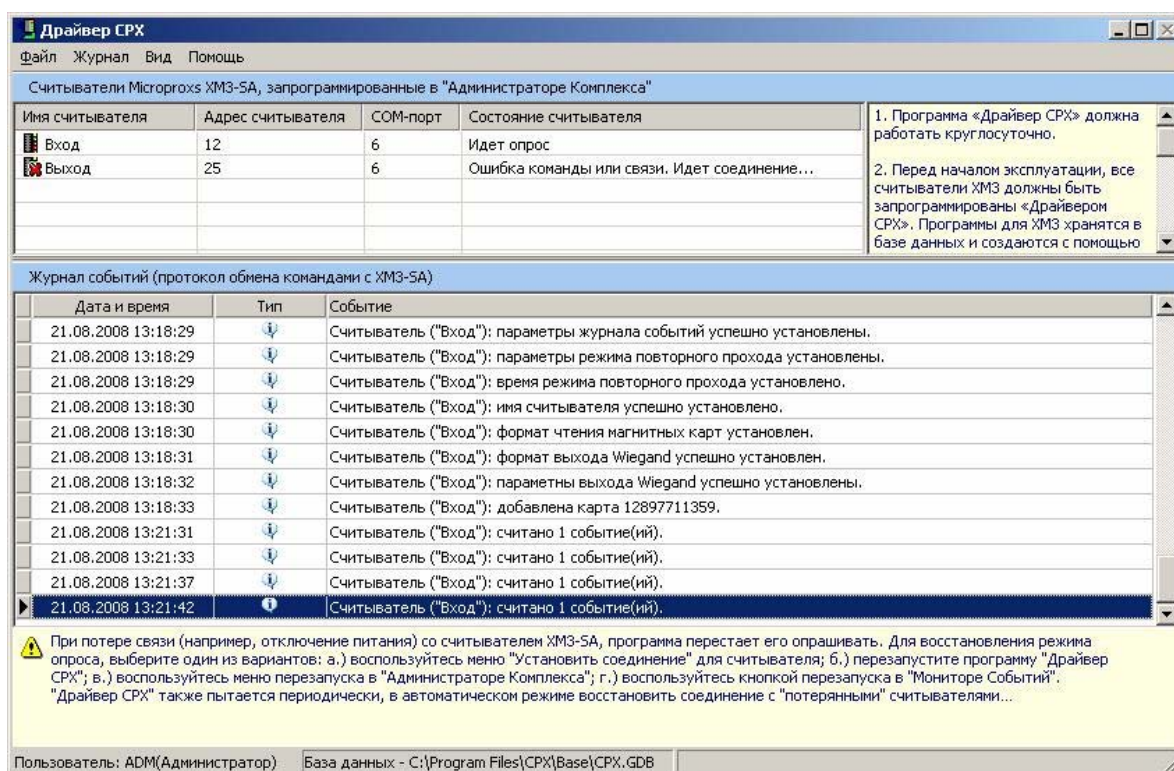 Драйвер CPX
Файл Журнал Вид Помощь
Считыватели Microproxs XM3-SA, запрограммированные в "Администраторе Комплекса"
Имя считывателя Адрес считывателя COM-порт Состояние считывателя
Вход 12 6 Идет опрос
Выход 25 6 Ошибка команды или связи. Идет соединение...
1. Программа «Драйвер CPX» должна
работать круглосуточно.
2. Перед началом эксплуатации, все
считыватели XM3 должны быть
запрограммированы «Драйвером
CPX». Программы для XM3 хранятся в
базе данных и создаются с помощью
Журнал событий (протокол обмена командами с XM3-SA)
Дата и время Тип Событие
21.08.2008 13:18:29 Считыватель ("Вход"): параметры журнала событий успешно установлены.
21.08.2008 13:18:29 Считыватель ("Вход"): параметры режима повторного прохода установлены.
21.08.2008 13:18:29 Считыватель ("Вход"): время режима повторного прохода установлено.
21.08.2008 13:18:30 Считыватель ("Вход"): имя считывателя успешно установлено.
21.08.2008 13:18:30 Считыватель ("Вход"): формат чтения магнитных карт установлен.
21.08.2008 13:18:31 Считыватель ("Вход"): формат выхода Wiegand успешно установлен.
21.08.2008 13:18:32 Считыватель ("Вход"): параметны выхода Wiegand успешно установлены.
21.08.2008 13:18:33 Считыватель ("Вход"): добавлена карта 12897711359.
21.08.2008 13:21:31 Считыватель ("Вход"): считано 1 событие(ий).
21.08.2008 13:21:33 Считыватель ("Вход"): считано 1 событие(ий).
21.08.2008 13:21:37 Считыватель ("Вход"): считано 1 событие(ий).
21.08.2008 13:21:42 Считыватель ("Вход"): считано 1 событие(ий).
При потере связи (например, отключение питания) со считывателем XM3-SA, программа перестает его опрашивать. Для восстановления режима
опроса, выберите один из вариантов: а.) воспользуйтесь меню "Установить соединение" для считывателя; б.) перезапустите программу "Драйвер
CPX"; в.) воспользуйтесь меню перезапуска в "Администраторе Комплекса"; г.) воспользуйтесь кнопкой перезапуска в "Мониторе Событий".
"Драйвер CPX" также пытается периодически, в автоматическом режиме восстановить соединение с "потерянными" считывателями...
Пользователь: ADM(Администратор) База данных - C:\Program Files\CPX\Base\CPX.GDB